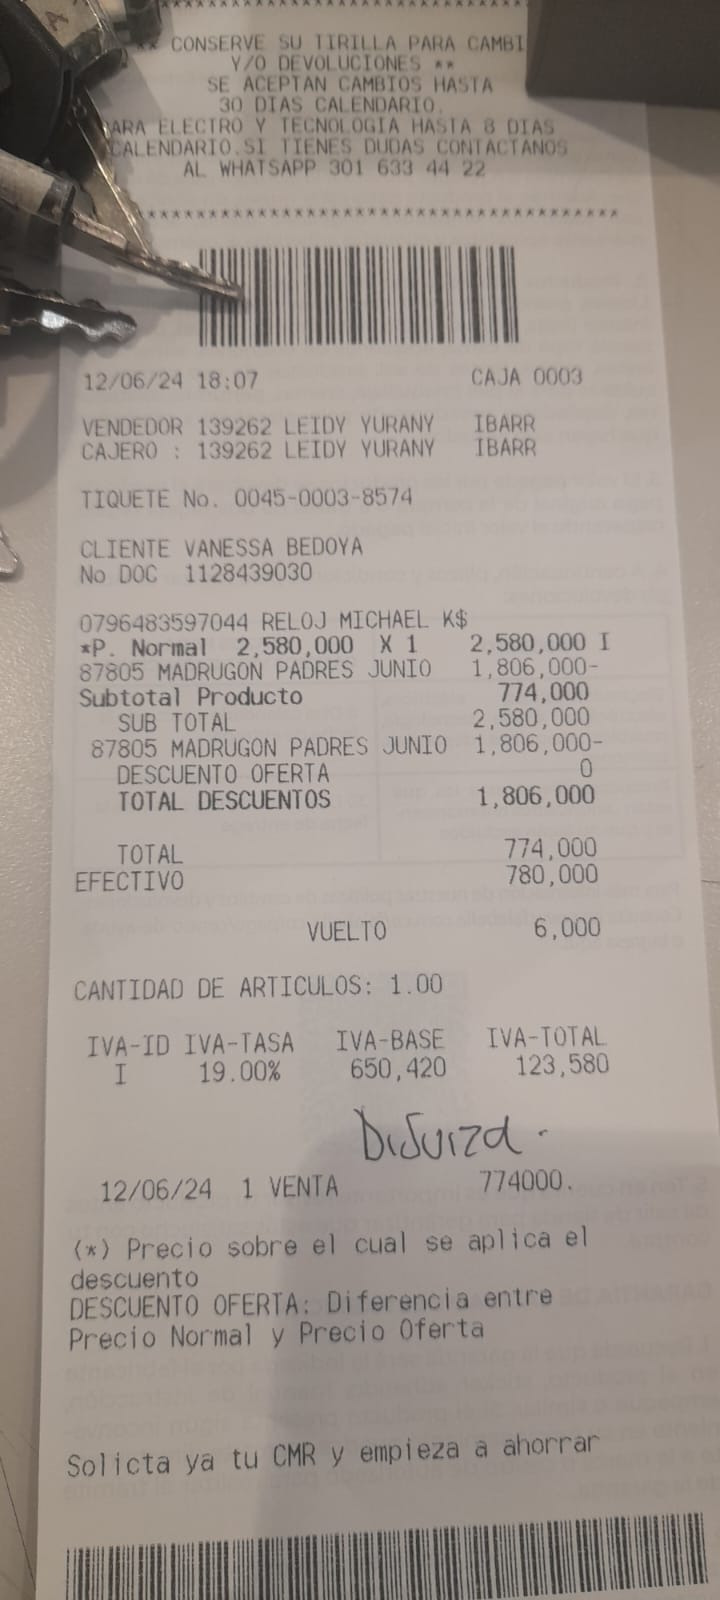 ** CONSERVE SU TIRILLA PARA CAMBI
Y/O DEVOLUCIONES **
SE ACEPTAN CAMBIOS HASTA
30 DIAS CALENDARIO.
ARA ELECTRO Y TECNOLOGIA HASTA 8 DIAS
CALENDARIO.SI TIENES DUDAS CONTACTANOS
AL WHATSAPP 301 633 44 22
12/06/24 18:07 CAJA 0003
VENDEDOR 139262 LEIDY YURANY IBARR
CAJERO : 139262 LEIDY YURANY IBARR
TIQUETE No. 0045-0003-8574
CLIENTE VANESSA BEDOYA
No DOC 1128439030
0796483597044 RELOJ MICHAEL K$
*P. Normal 2,580,000 X 1 2,580,000 I
87805 MADRUGON PADRES JUNIO 1,806,000-
Subtotal Producto 774,000
SUB TOTAL 2,580,000
87805 MADRUGON PADRES JUNIO 1,806,000-
DESCUENTO OFERTA 0
TOTAL DESCUENTOS 1,806,000
TOTAL 774,000
EFECTIVO 780,000
VUELTO 6,000
CANTIDAD DE ARTICULOS: 1.00
IVA-ID IVA-TASA IVA-BASE IVA-TOTAL
I 19.00% 650,420 123,580
12/06/24 1 VENTA 774000.
(*) Precio sobre el cual se aplica el
descuento
DESCUENTO OFERTA: Diferencia entre
Precio Normal y Precio Oferta
Solicta ya tu CMR y empieza a ahorrar